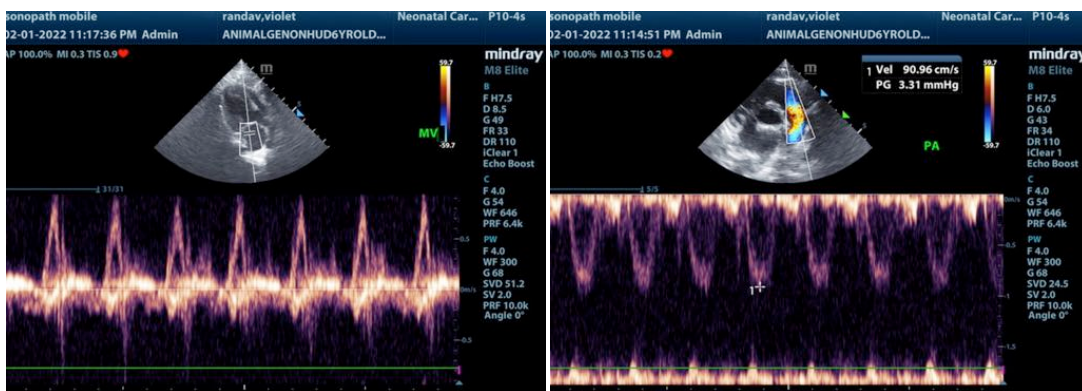 sonopath mobile randav,violet Neonatal Car... P10-4s
02-01-2022 11:17:36 PM Admin ANIMALGENONHUD6YROLD...
AP 100.0% MI 0.3 TIS 0.9
mindray
M8 Elite
m
59.7
-59.7
MV
5
B
F H7.5
D 8.5
G 49
FR 33
DR 110
iClear 1
Echo Boost
C
F 4.0
G 54
WF 646
PRF 6.4k
PW
F 4.0
WF 300
G 68
SVD 51.2
SV 2.0
PRF 10.0k
Angle 0°
31/31
-0.5
0m/s
-0.5
sonopath mobile randav,violet Neonatal Car... P10-4s
02-01-2022 11:14:51 PM Admin ANIMALGENONHUD6YROLD...
AP 100.0% MI 0.3 TIS 0.2
mindray
M8 Elite
m
1 Vel 90.96 cm/s
PG 3.31 mmHg
59.7
-59.7
PA
5
B
F H7.5
D 6.0
G 43
FR 34
DR 110
iClear 1
Echo Boost
C
F 4.0
G 54
WF 646
PRF 6.4k
PW
F 4.0
WF 300
G 68
SVD 24.5
SV 2.0
PRF 10.0k
Angle 0°
5/5
0m/s
-0.5
-1
-1.5
1